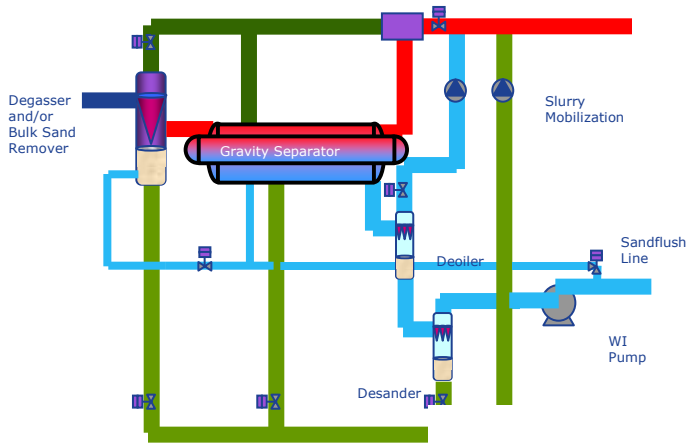 Degasser
and/or
Bulk Sand
Remover
Gravity Separator
Slurry
Mobilization
Deoiler
Sandflush
Line
WI
Pump
Desander